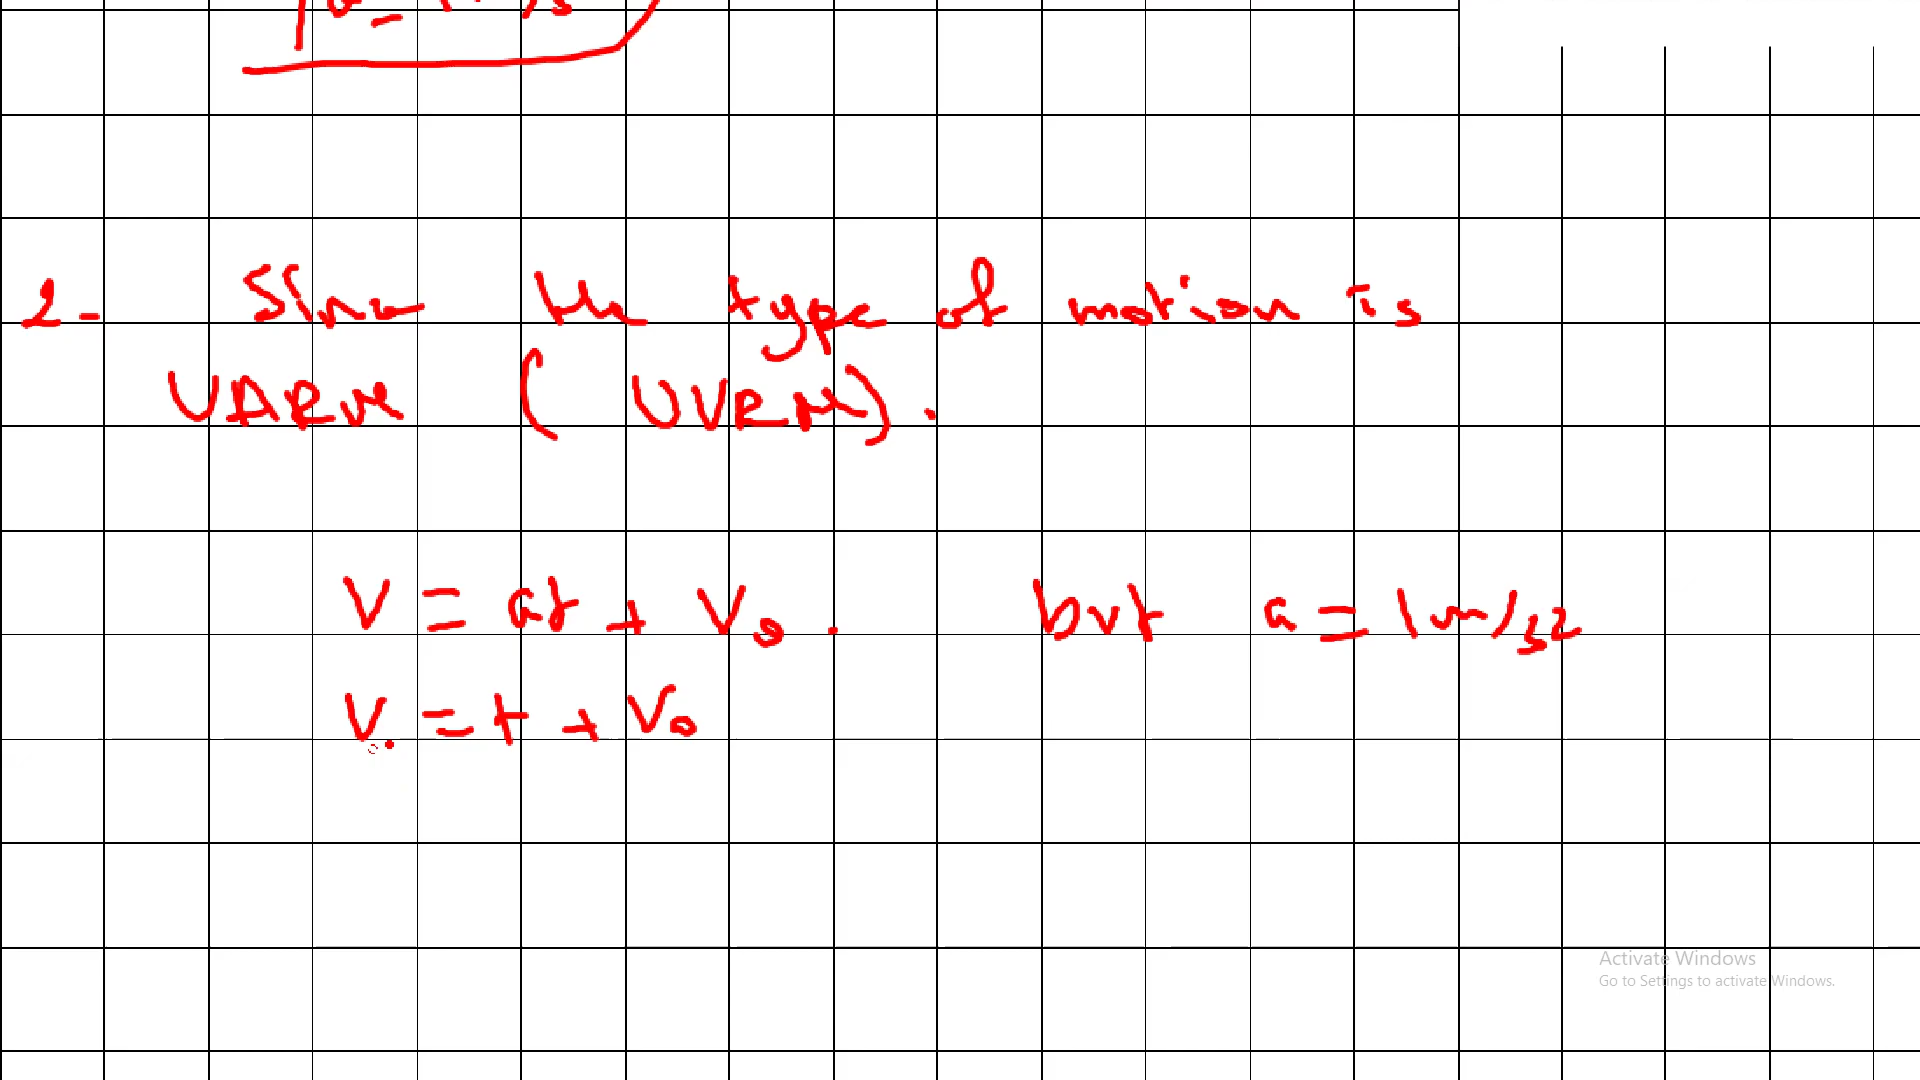 2- Since the type of motion is
UARM (UVRM).
V = at + V₀. but a = 1m/s2
V = t + V₀
Activate Windows
Go to Settings to activate Windows.